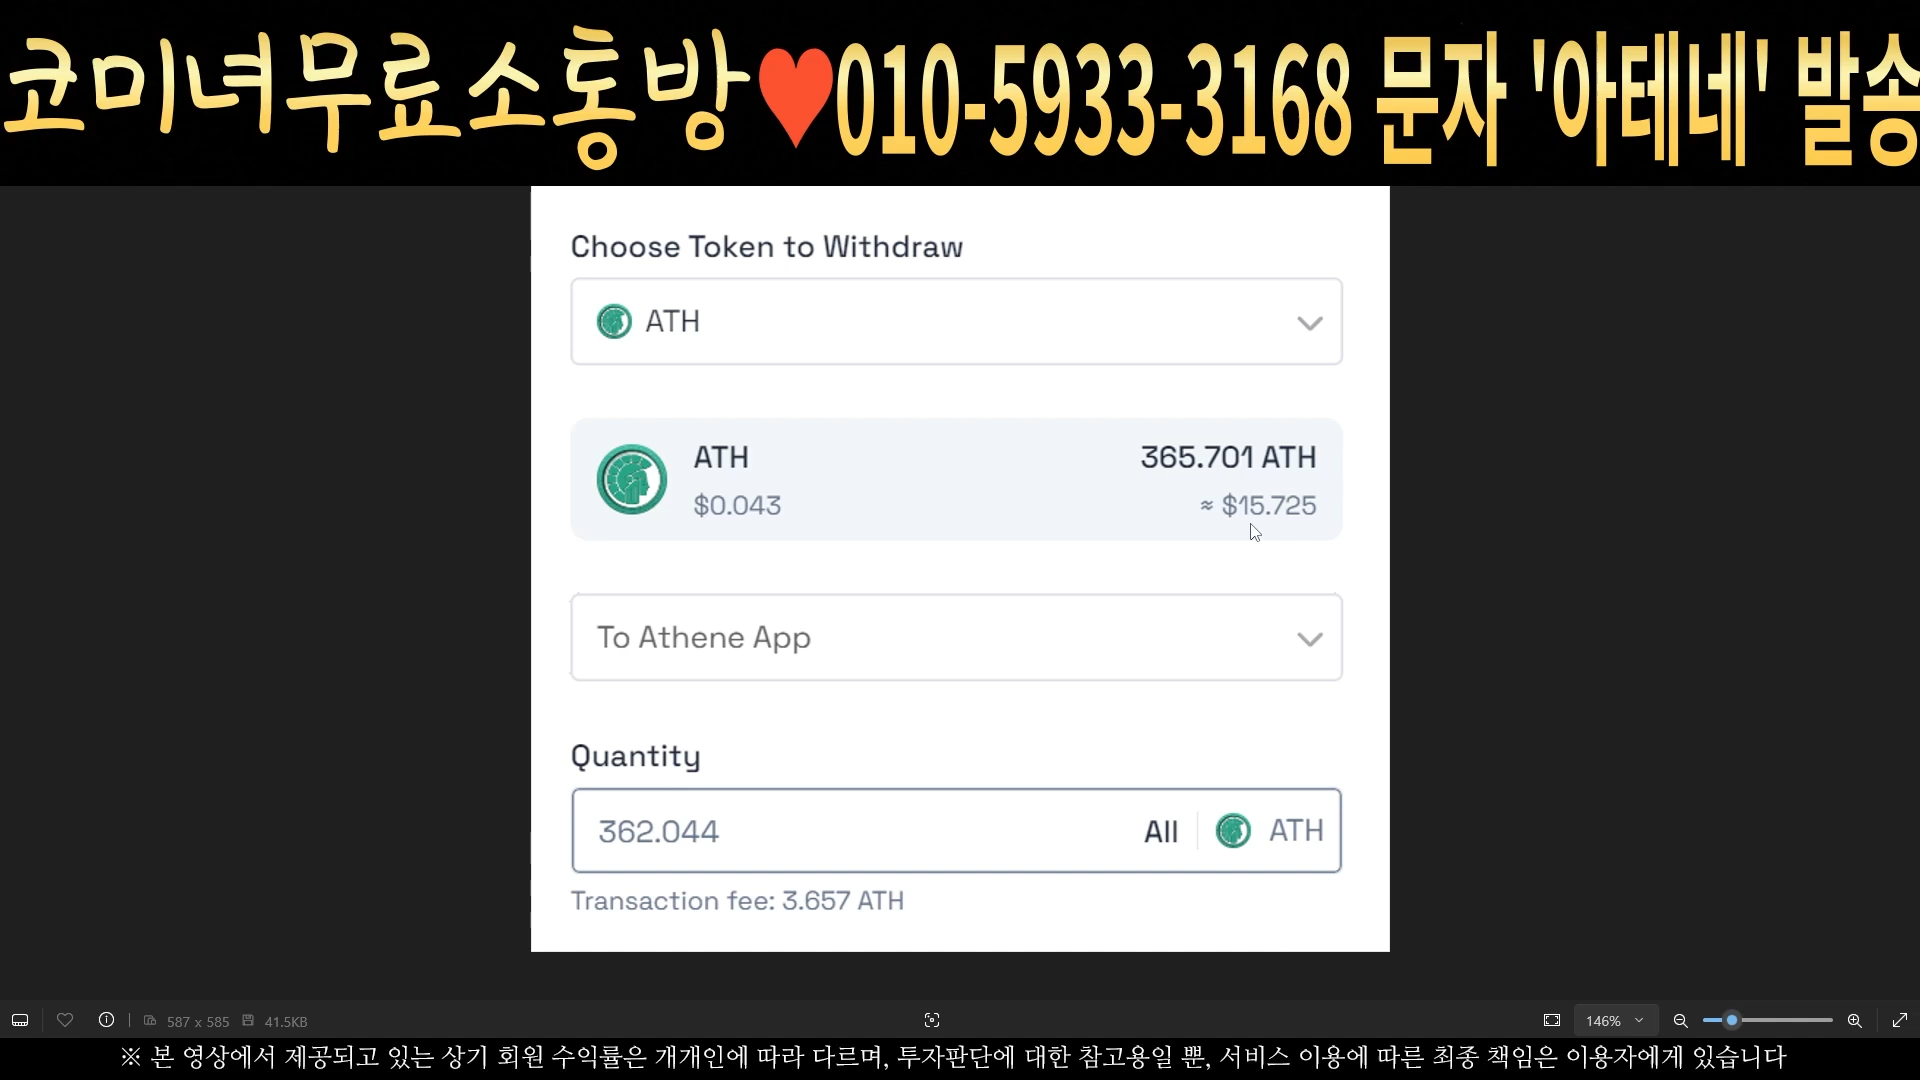 코미녀무료소통방♥010-5933-3168 문자 '아테네' 발송
Choose Token to Withdraw
ATH
ATH 365.701 ATH
$0.043 ≈ $15.725
To Athene App
Quantity
362.044 All ATH
Transaction fee: 3.657 ATH
587 x 585 41.5KB 146%
※ 본 영상에서 제공되고 있는 상기 회원 수익률은 개개인에 따라 다르며, 투자판단에 대한 참고용일 뿐, 서비스 이용에 따른 최종 책임은 이용자에게 있습니다